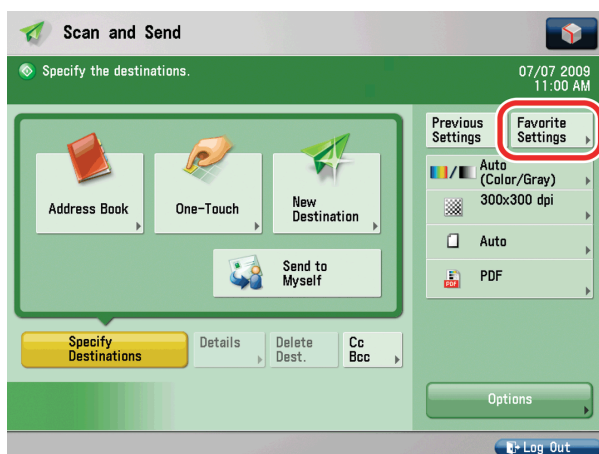 Scan and Send
Specify the destinations.
07/07 2009
11:00 AM
Previous
Settings
Favorite
Settings
Auto
(Color/Gray)
300x300 dpi
Auto
PDF
PDF
Address Book
One-Touch
New
Destination
Send to
Myself
Specify
Destinations
Details
Delete
Dest.
Cc
Bcc
Options
Log Out